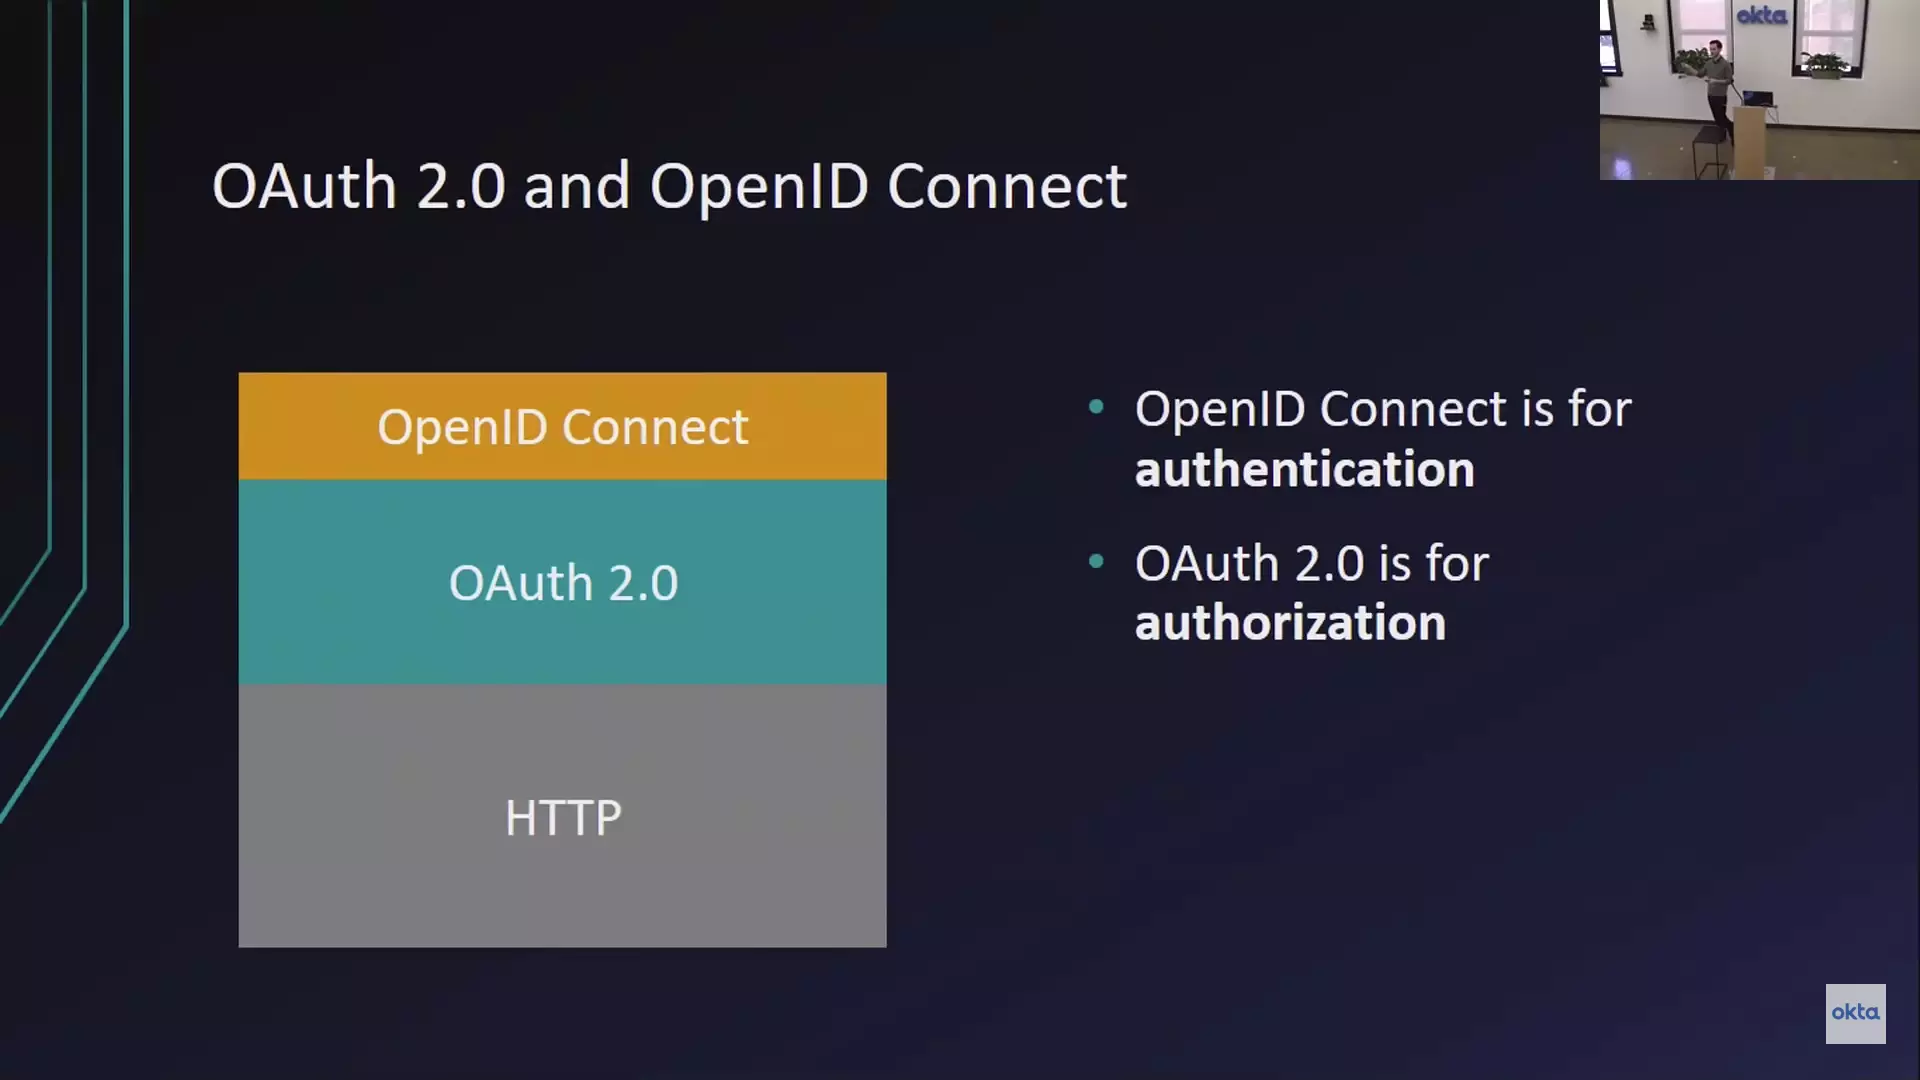 okta
OAuth 2.0 and OpenID Connect
OpenID Connect
OAuth 2.0
HTTP
• OpenID Connect is for
authentication
• OAuth 2.0 is for
authorization
okta